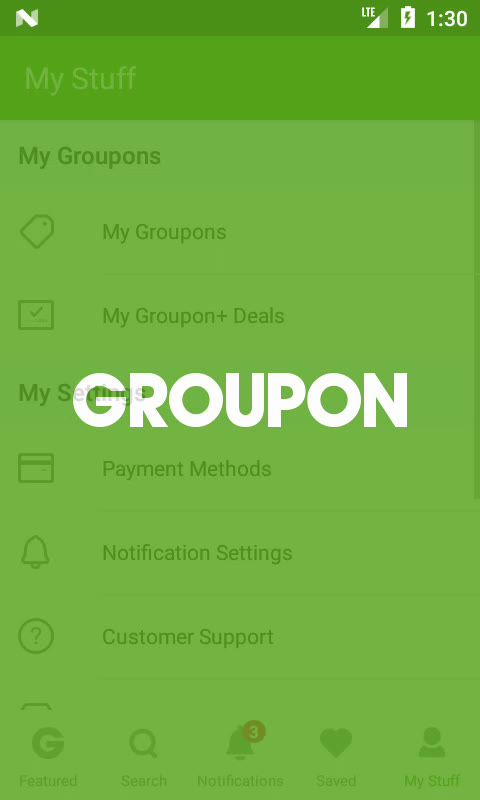 LTE 1:30
My Stuff
My Groupons
My Groupons
My Groupon+ Deals
My Settings
GROUPON
Payment Methods
Notification Settings
? Customer Support
3
Featured Search Notifications Saved My Stuff